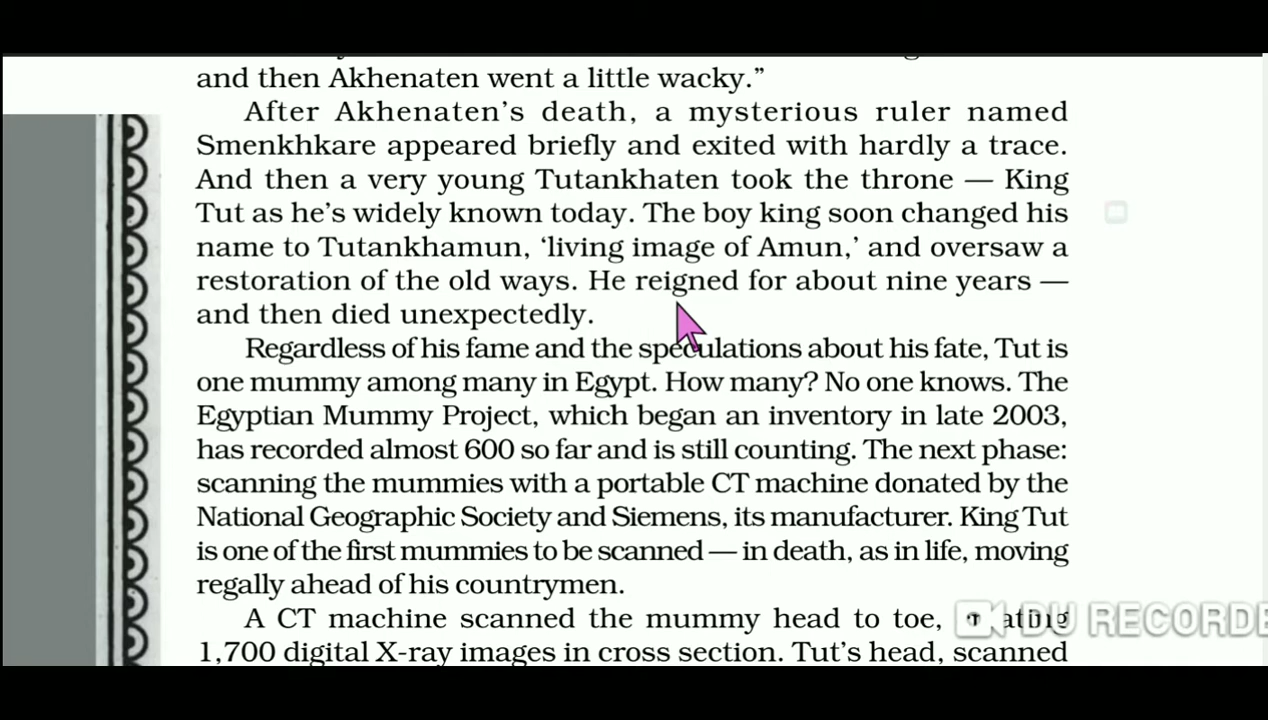 and then Akhenaten went a little wacky.”
After Akhenaten’s death, a mysterious ruler named
Smenkhkare appeared briefly and exited with hardly a trace.
And then a very young Tutankhaten took the throne — King
Tut as he’s widely known today. The boy king soon changed his
name to Tutankhamun, ‘living image of Amun,’ and oversaw a
restoration of the old ways. He reigned for about nine years —
and then died unexpectedly.
Regardless of his fame and the speculations about his fate, Tut is
one mummy among many in Egypt. How many? No one knows. The
Egyptian Mummy Project, which began an inventory in late 2003,
has recorded almost 600 so far and is still counting. The next phase:
scanning the mummies with a portable CT machine donated by the
National Geographic Society and Siemens, its manufacturer. King Tut
is one of the first mummies to be scanned — in death, as in life, moving
regally ahead of his countrymen.
A CT machine scanned the mummy head to toe,
DU RECORDE
1,700 digital X-ray images in cross section. Tut’s head, scanned